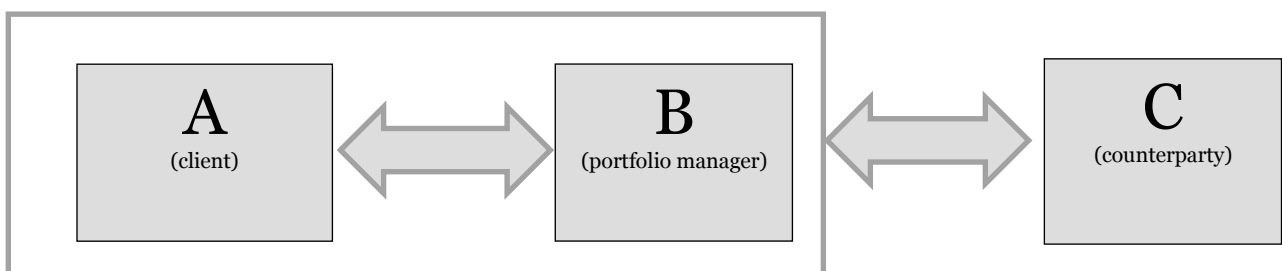 A
(client)
B
(portfolio manager)
C
(counterparty)